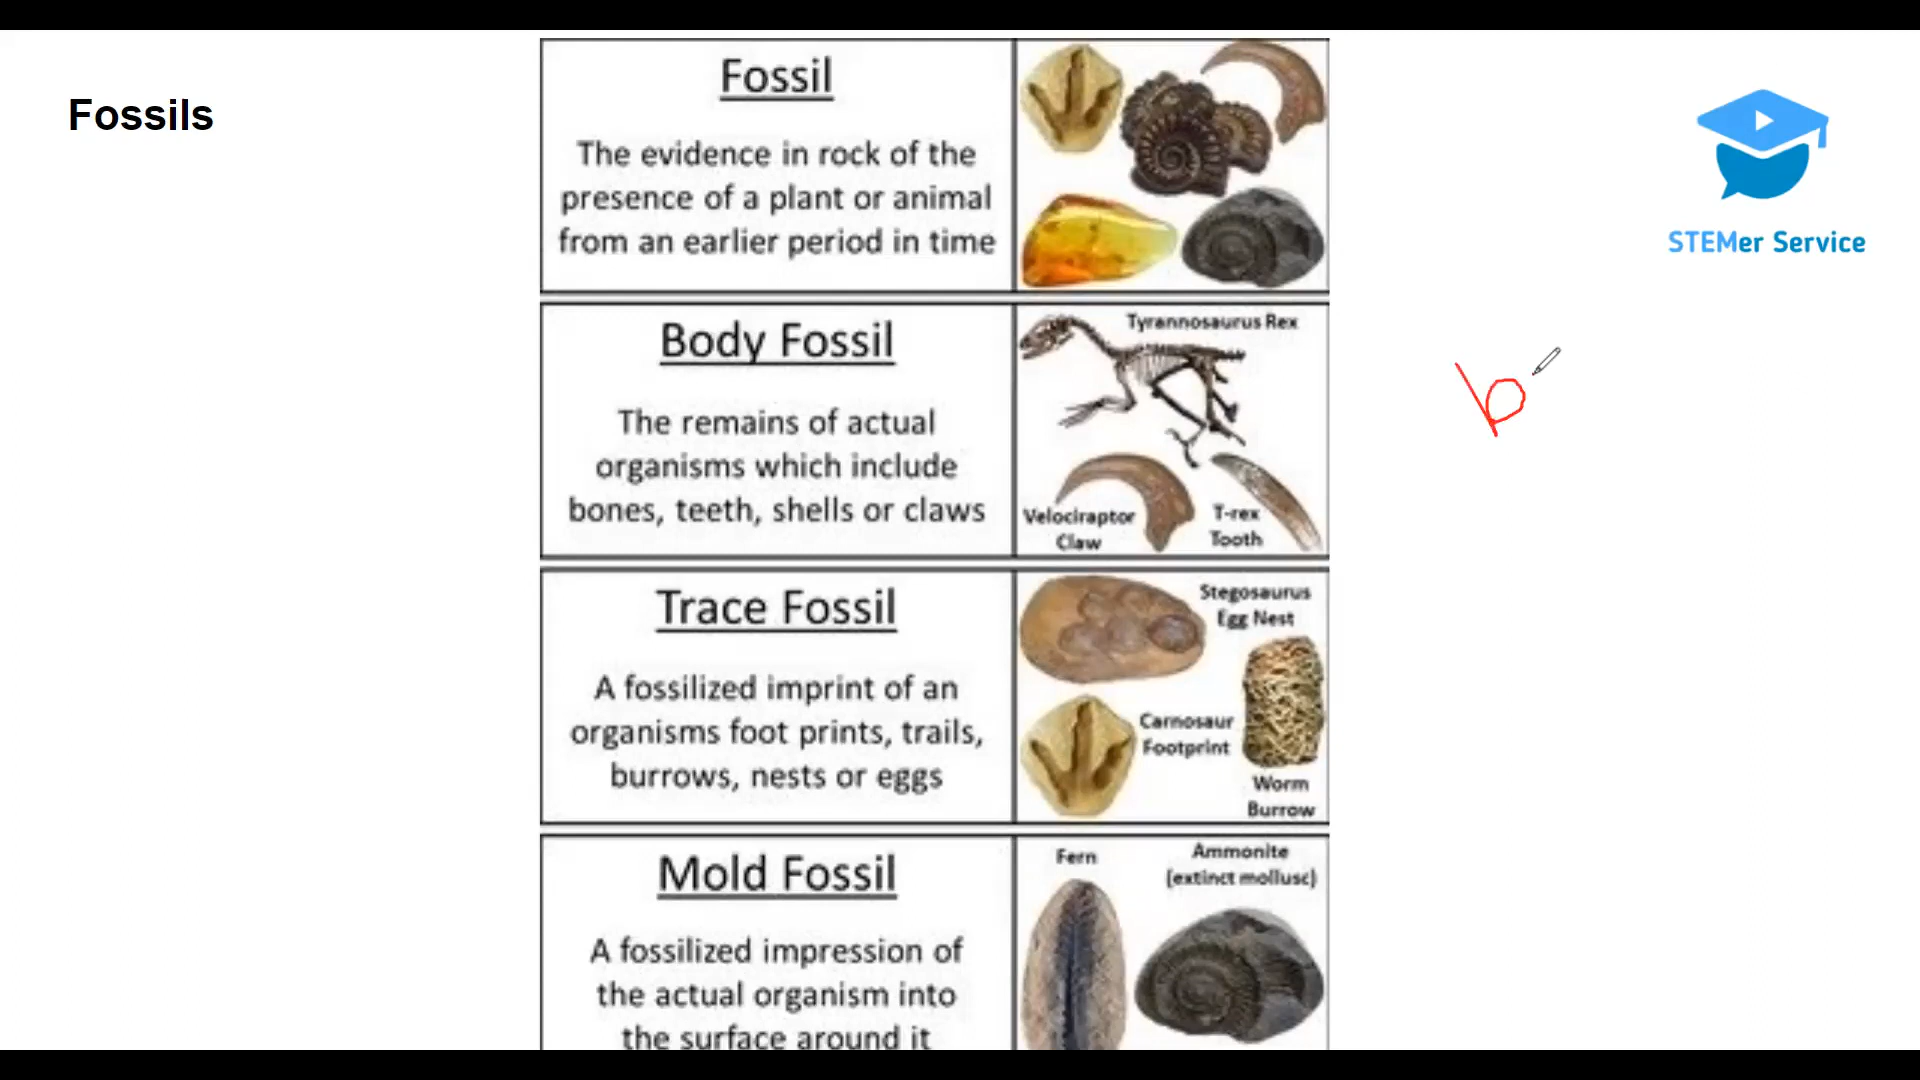 Fossils
Fossil
The evidence in rock of the
presence of a plant or animal
from an earlier period in time
STEMer Service
Body Fossil
The remains of actual
organisms which include
bones, teeth, shells or claws
Tyrannosaurus Rex
Velociraptor
Claw
T-rex
Tooth
b
Trace Fossil
A fossilized imprint of an
organisms foot prints, trails,
burrows, nests or eggs
Stegosaurus
Egg Nest
Carnosaur
Footprint
Worm
Burrow
Mold Fossil
A fossilized impression of
the actual organism into
the surface around it
Fern
Ammonite
(extinct mollusc)